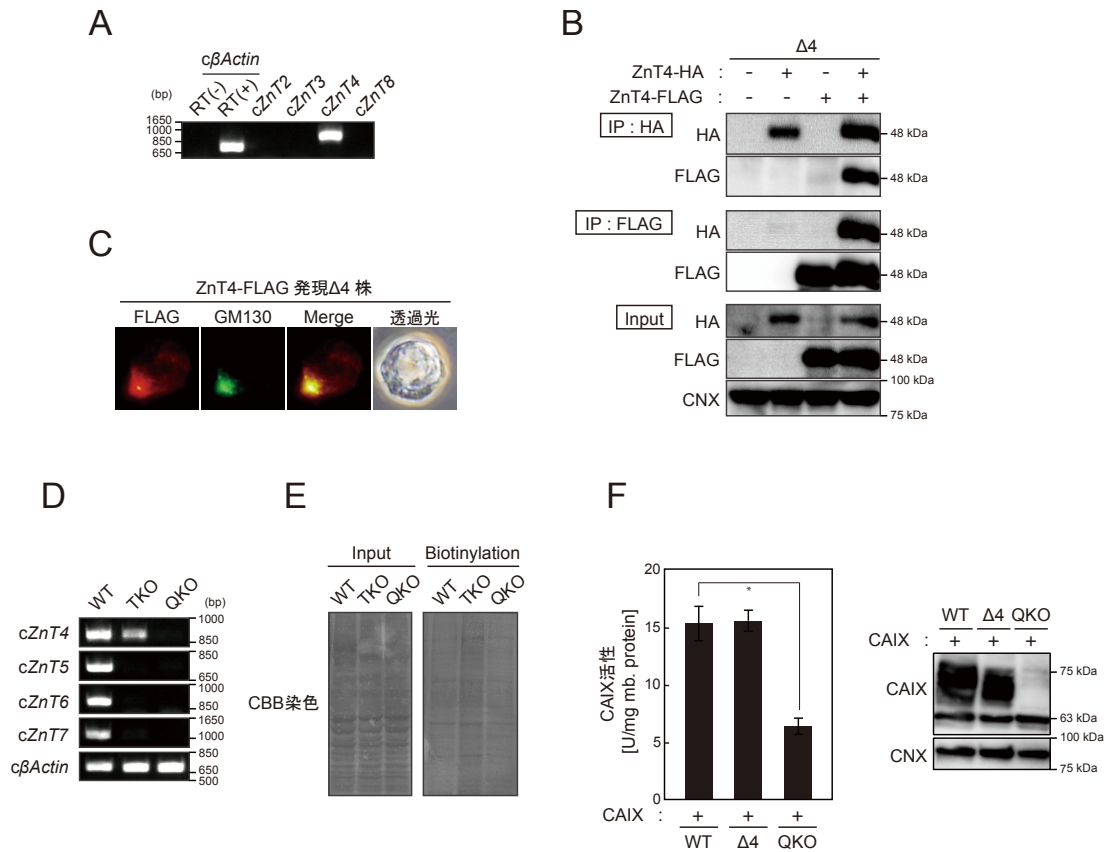 A
cβActin
(bp) RT(-) RT(+) cZnT2 cZnT3 cZnT4 cZnT8
1650
1000
850
650
B
Δ4
ZnT4-HA : - + - +
ZnT4-FLAG : - - + +
IP : HA HA 48 kDa
FLAG 48 kDa
IP : FLAG HA 48 kDa
FLAG 48 kDa
Input HA 48 kDa
FLAG 48 kDa
100 kDa
CNX
75 kDa
C
ZnT4-FLAG 発現Δ4 株
FLAG GM130 Merge 透過光
D
WT TKO QKO (bp)
cZnT4 1000
850
cZnT5 850
650
cZnT6 1000
850
cZnT7 1650
1000
cβActin 850
650
500
E
Input Biotinylation
WT TKO QKO WT TKO QKO
CBB染色
F
CAIX活性
[U/mg mb. protein]
20
15
10
5
0
*
CAIX : + + +
WT Δ4 QKO
WT Δ4 QKO
CAIX : + + +
CAIX 75 kDa
63 kDa
100 kDa
CNX
75 kDa